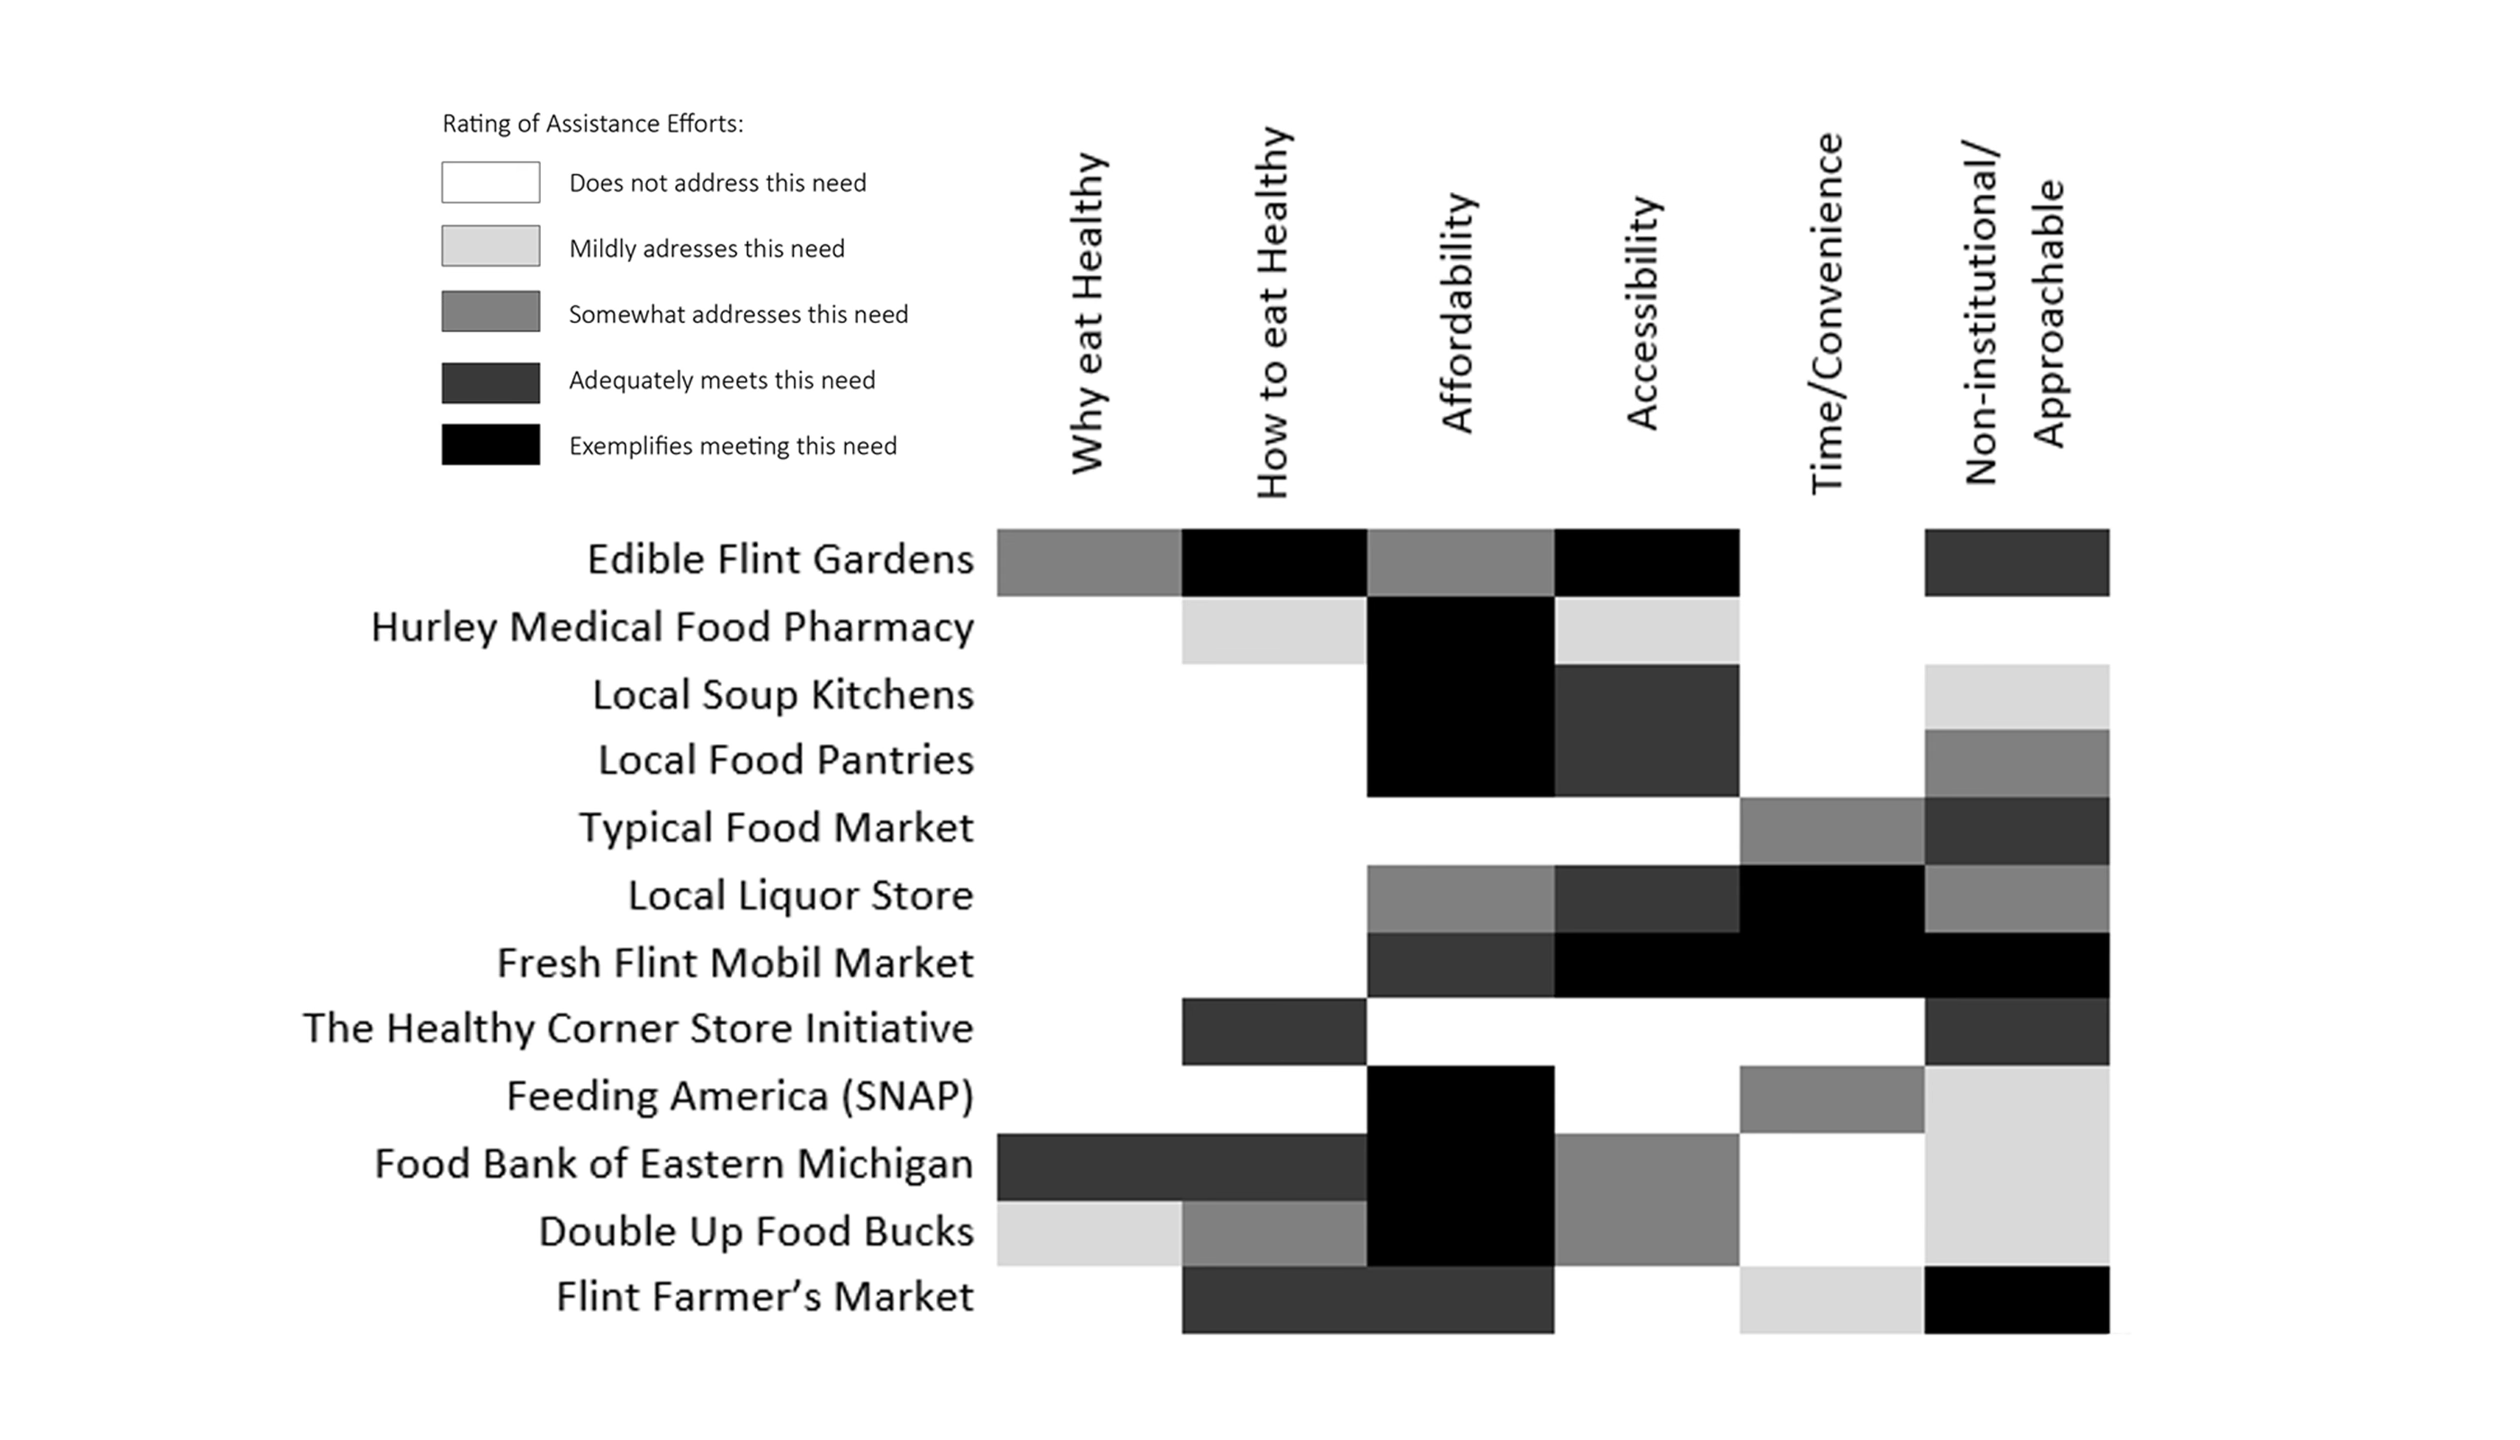 Rating of Assistance Efforts:
Does not address this need
Mildly adresses this need
Somewhat addresses this need
Adequately meets this need
Exemplifies meeting this need
Why eat Healthy
How to eat Healthy
Affordability
Accessibility
Time/Convenience
Non-institutional/
Approachable
Edible Flint Gardens
Hurley Medical Food Pharmacy
Local Soup Kitchens
Local Food Pantries
Typical Food Market
Local Liquor Store
Fresh Flint Mobil Market
The Healthy Corner Store Initiative
Feeding America (SNAP)
Food Bank of Eastern Michigan
Double Up Food Bucks
Flint Farmer’s Market